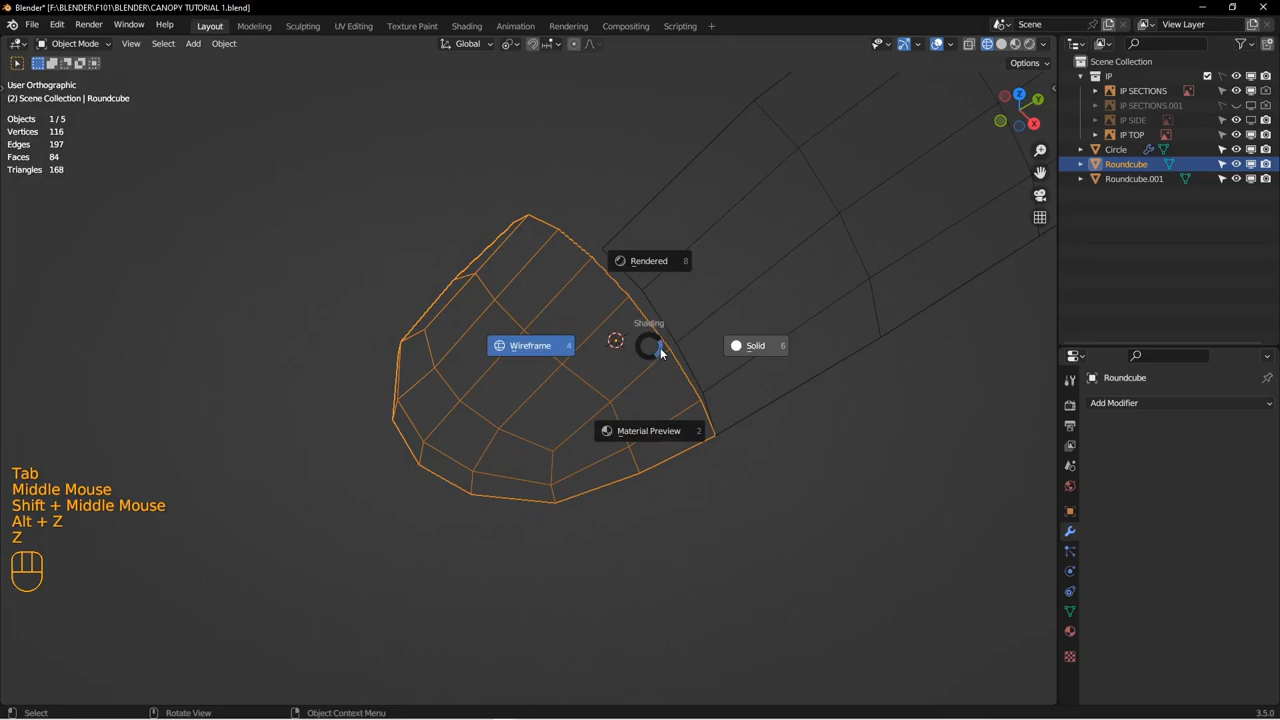 Blender* [F:\BLENDER\F101\BLENDER\CANOPY TUTORIAL 1.blend]
File Edit Render Window Help Layout Modeling Sculpting UV Editing Texture Paint Shading Animation Rendering Compositing Scripting + Scene View Layer
Object Mode View Select Add Object Global
Options
User Orthographic
(2) Scene Collection | Roundcube
Objects 1 / 5
Vertices 116
Edges 197
Faces 84
Triangles 168
Z
Y
X
Scene Collection
IP
IP SECTIONS
IP SECTIONS.001
IP SIDE
IP TOP
Circle
Roundcube
Roundcube.001
Rendered 8
Shading
Wireframe 4
Solid 6
Material Preview 2
Roundcube
Add Modifier
Tab
Middle Mouse
Shift + Middle Mouse
Alt + Z
Z
Select Rotate View Object Context Menu 3.5.0